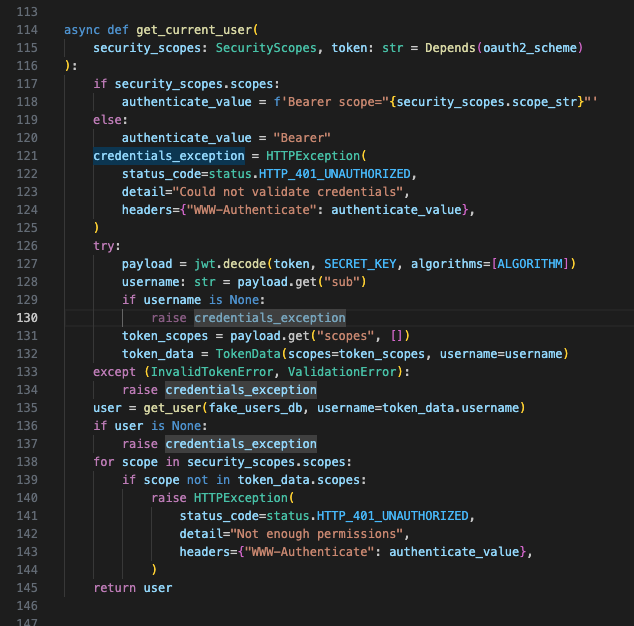 113
114 async def get_current_user(
115     security_scopes: SecurityScopes, token: str = Depends(oauth2_scheme)
116 ):
117     if security_scopes.scopes:
118         authenticate_value = f'Bearer scope="{security_scopes.scope_str}"'
119     else:
120         authenticate_value = "Bearer"
121     credentials_exception = HTTPException(
122         status_code=status.HTTP_401_UNAUTHORIZED,
123         detail="Could not validate credentials",
124         headers={"WWW-Authenticate": authenticate_value},
125     )
126     try:
127         payload = jwt.decode(token, SECRET_KEY, algorithms=[ALGORITHM])
128         username: str = payload.get("sub")
129         if username is None:
130             raise credentials_exception
131         token_scopes = payload.get("scopes", [])
132         token_data = TokenData(scopes=token_scopes, username=username)
133     except (InvalidTokenError, ValidationError):
134         raise credentials_exception
135     user = get_user(fake_users_db, username=token_data.username)
136     if user is None:
137         raise credentials_exception
138     for scope in security_scopes.scopes:
139         if scope not in token_data.scopes:
140             raise HTTPException(
141                 status_code=status.HTTP_401_UNAUTHORIZED,
142                 detail="Not enough permissions",
143                 headers={"WWW-Authenticate": authenticate_value},
144             )
145     return user
146
147